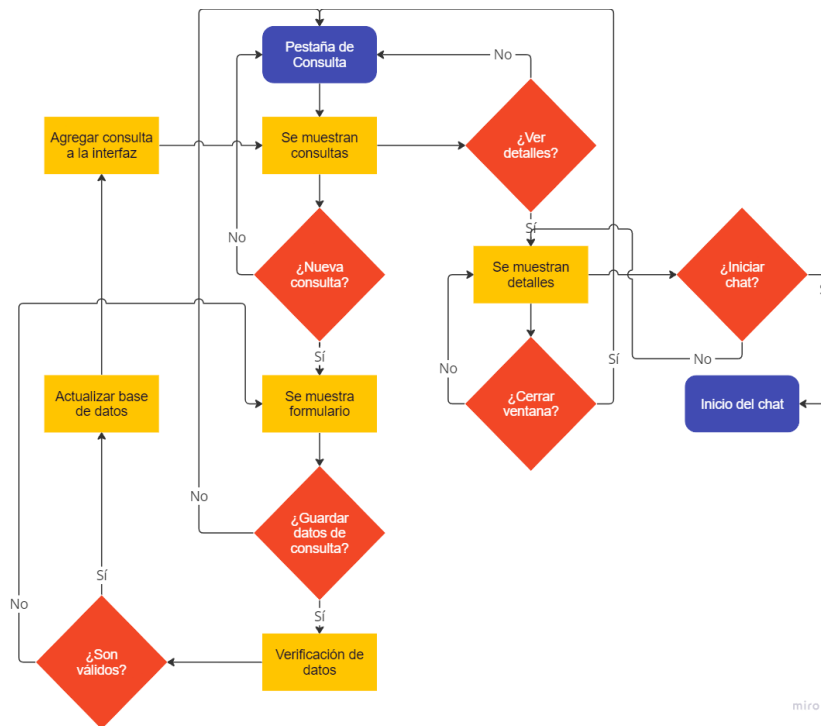 Pestaña de
Consulta
No
Agregar consulta
a la interfaz
Se muestran
consultas
¿Ver
detalles?
No
Sí
¿Nueva
consulta?
Se muestran
detalles
¿Iniciar
chat?
Sí
No
Sí
No
Actualizar base
de datos
Se muestra
formulario
¿Cerrar
ventana?
Inicio del chat
No
¿Guardar
datos de
consulta?
Sí
No
Sí
¿Son
válidos?
Verificación de
datos
miro